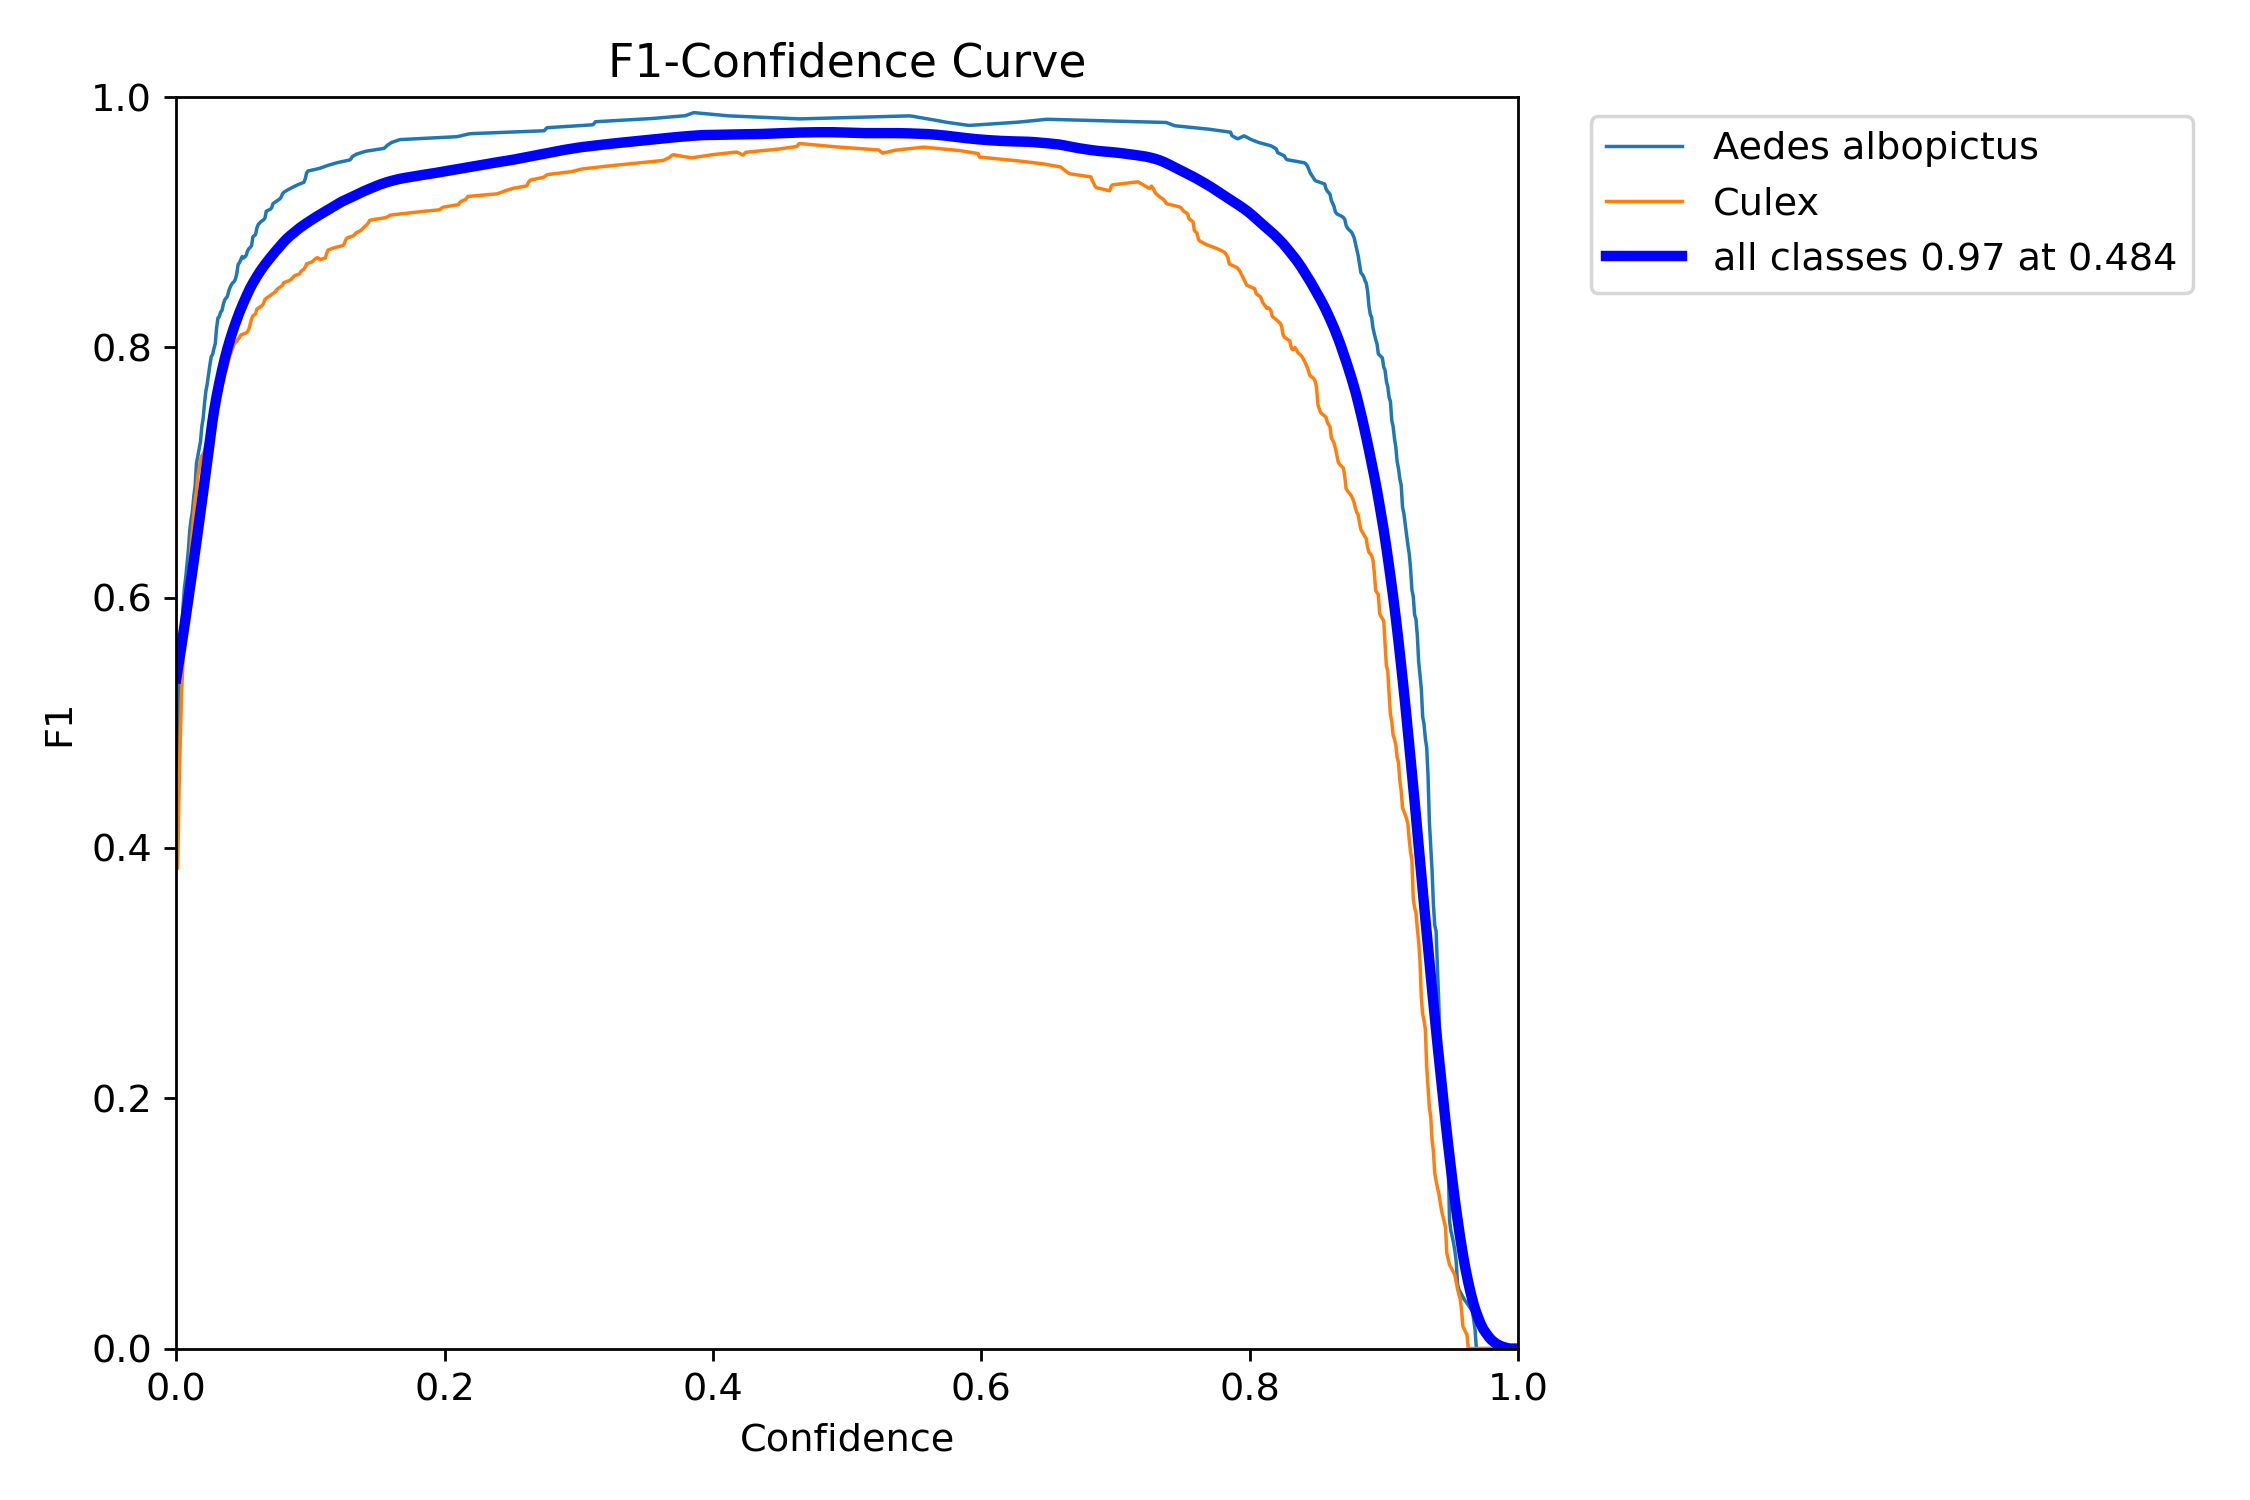 F1-Confidence Curve
1.0
0.8
0.6
0.4
0.2
0.0
F1
0.0 0.2 0.4 0.6 0.8 1.0
Confidence
Aedes albopictus
Culex
all classes 0.97 at 0.484